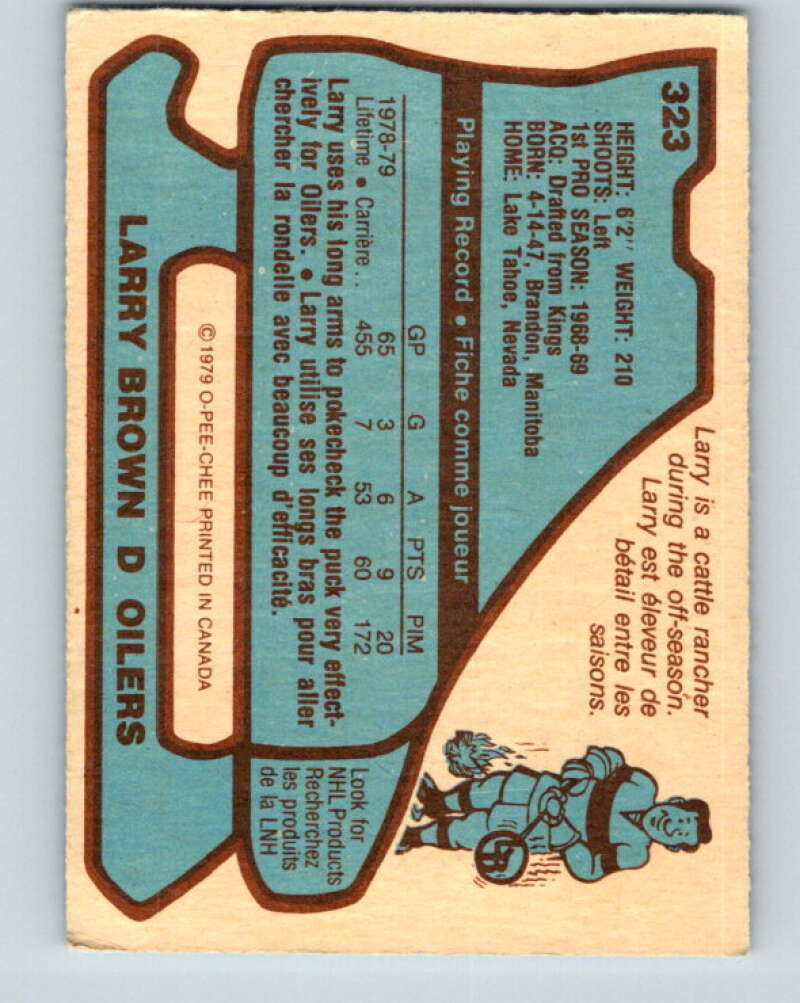 323
HEIGHT: 6'2" WEIGHT: 210
SHOOTS: Left
1st PRO SEASON: 1968-69
ACQ: Drafted from Kings
BORN: 4-14-47, Brandon, Manitoba
HOME: Lake Tahoe, Nevada
Larry is a cattle rancher
during the off-season.
Larry est éleveur de
bétail entre les
saisons.
Playing Record • Fiche comme joueur
GP G A PTS PIM
1978-79 65 3 6 9 20
Lifetime • Carrière .. 455 7 53 60 172
Larry uses his long arms to pokecheck the puck very effect-
ively for Oilers. • Larry utilise ses longs bras pour aller
chercher la rondelle avec beaucoup d'efficacité.
Look for
NHL Products
Recherchez
les produits
de la LNH
©1979 O-PEE-CHEE PRINTED IN CANADA
LARRY BROWN D OILERS